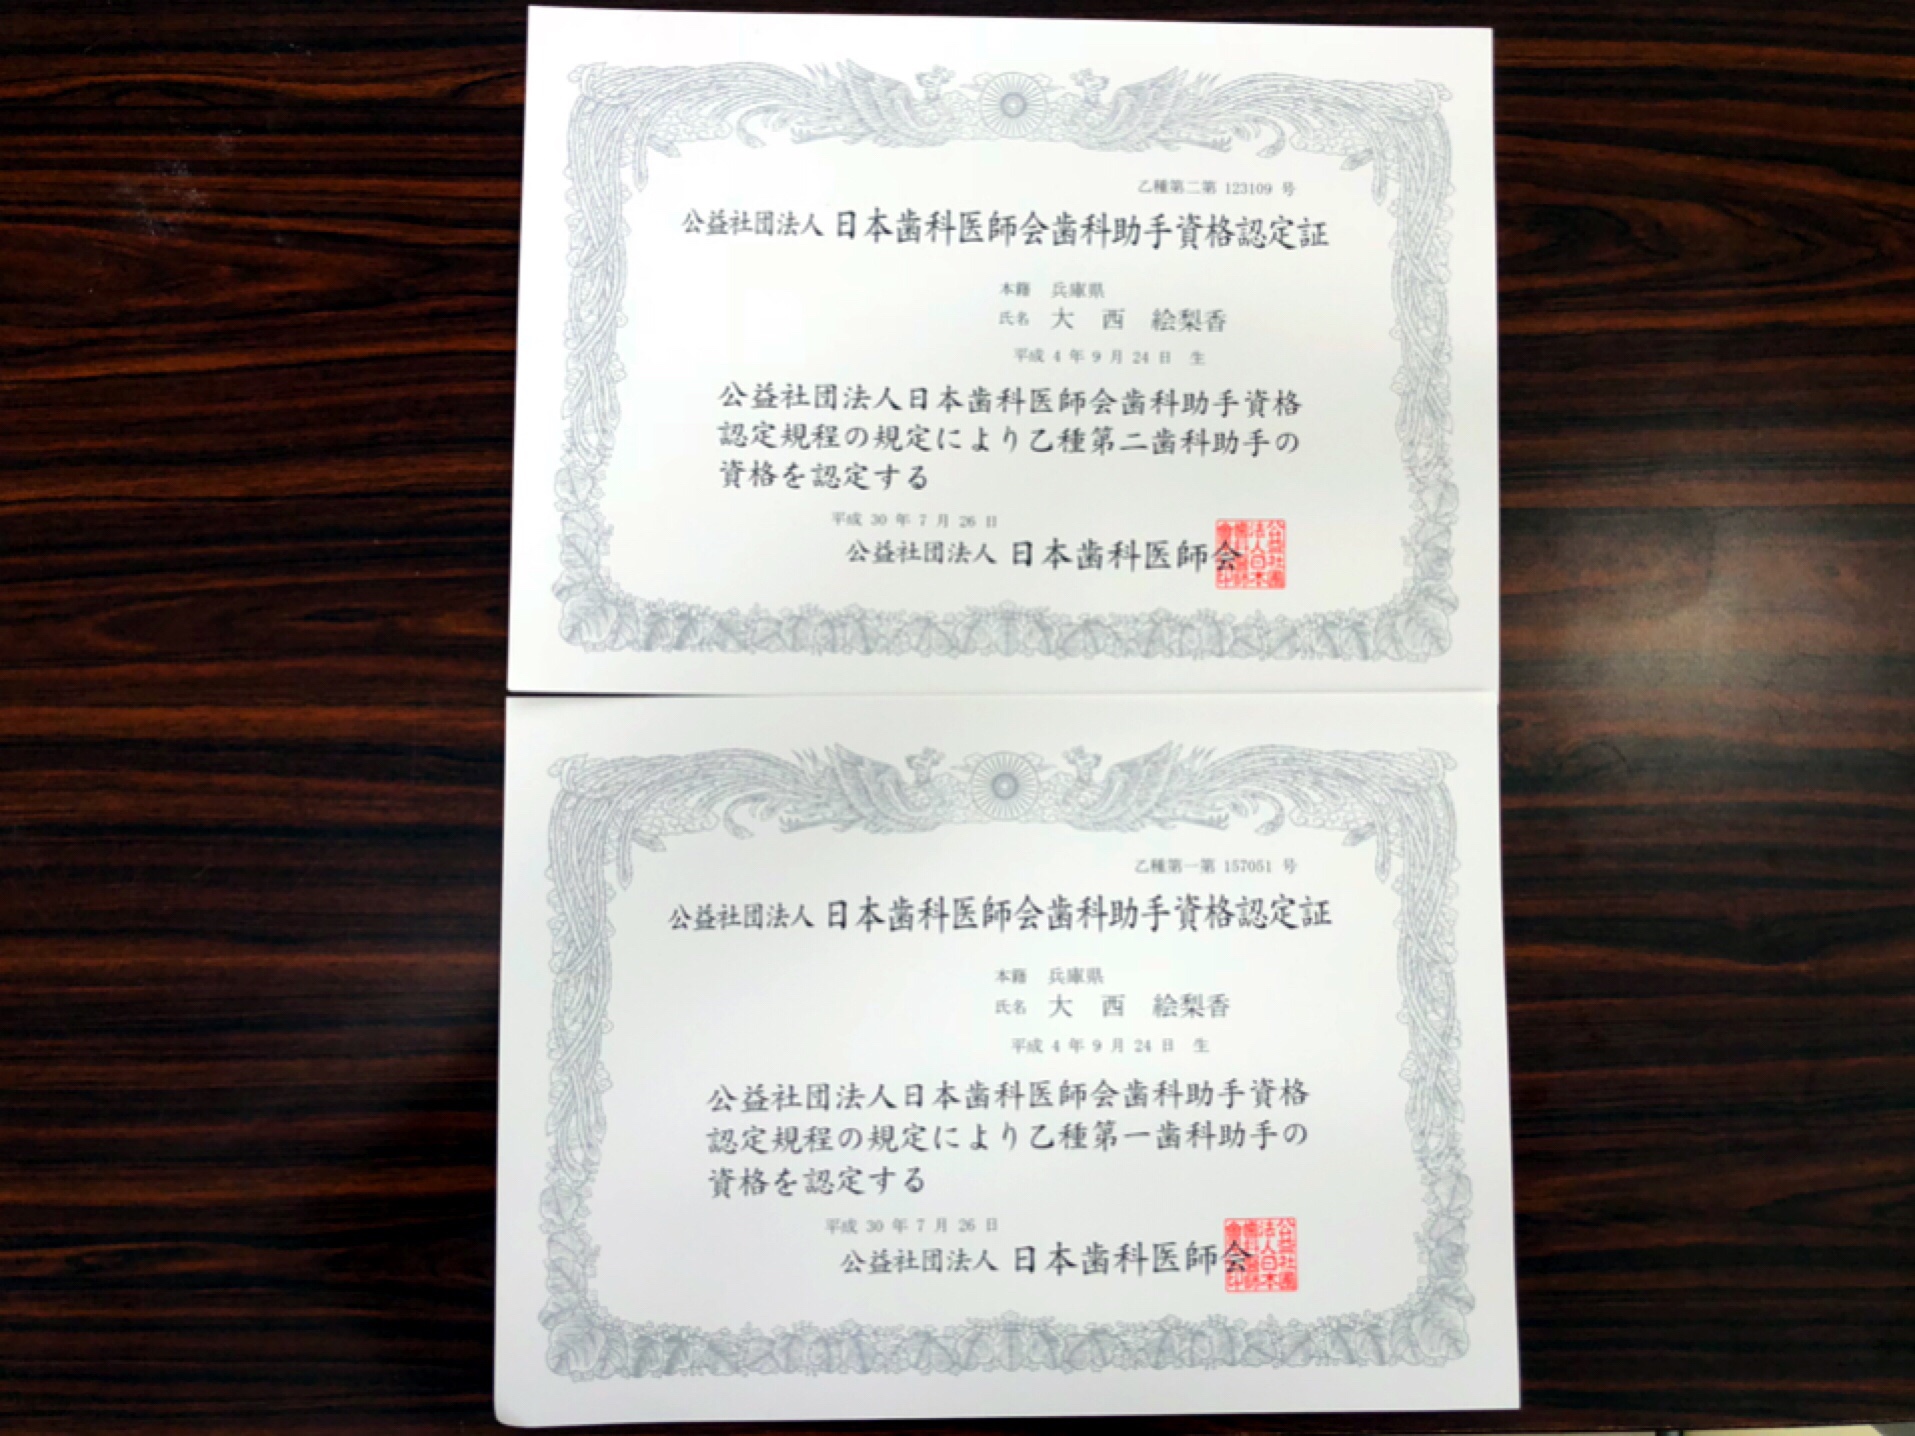 乙種第二第 123109 号
公益社団法人 日本歯科医師会歯科助手資格認定証
本籍 兵庫県
氏名 大 西 絵梨香
平成 4 年 9 月 24 日 生
公益社団法人日本歯科医師会歯科助手資格
認定規程の規定により乙種第二歯科助手の
資格を認定する
平成 30 年 7 月 26 日
公益社団法人 日本歯科医師会
乙種第一第 157051 号
公益社団法人 日本歯科医師会歯科助手資格認定証
本籍 兵庫県
氏名 大 西 絵梨香
平成 4 年 9 月 24 日 生
公益社団法人日本歯科医師会歯科助手資格
認定規程の規定により乙種第一歯科助手の
資格を認定する
平成 30 年 7 月 26 日
公益社団法人 日本歯科医師会